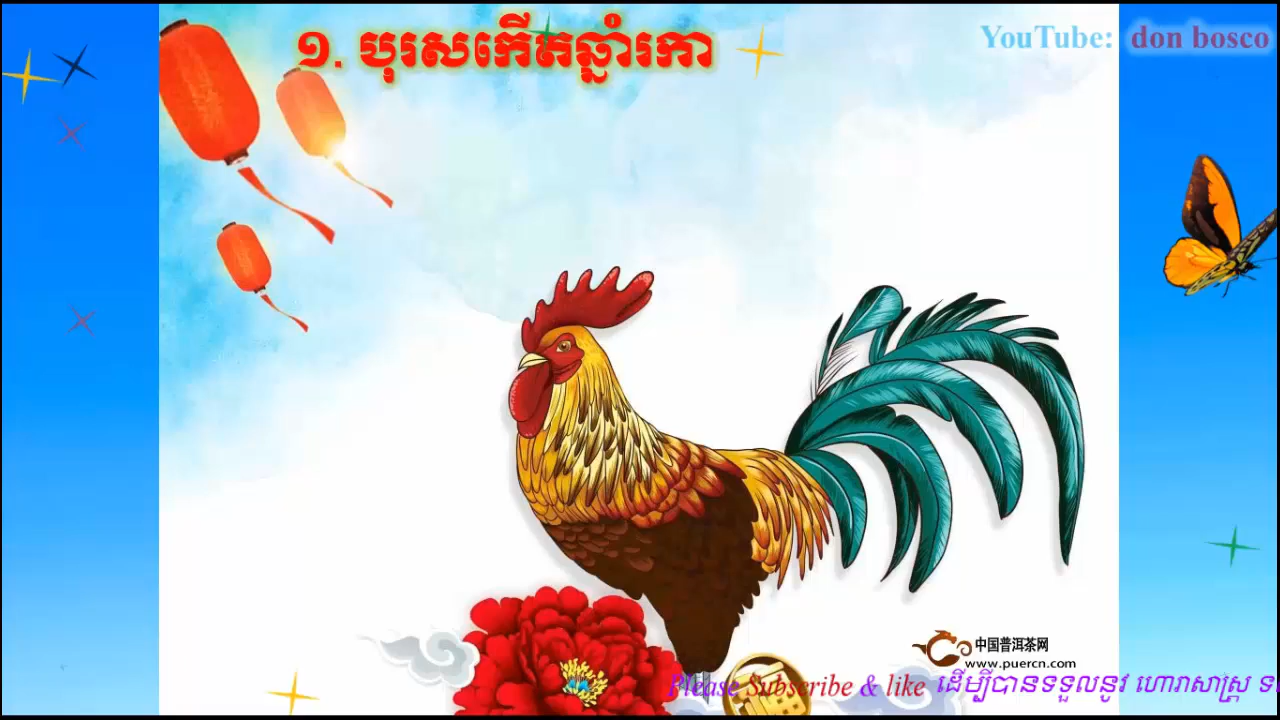 ១. បុរសកើតឆ្នាំរកា
YouTube: don bosco
中国普洱茶网
www.puercn.com
Please Subscribe & like ដើម្បីបានទទួលនូវ ហោរាសាស្ត្រ